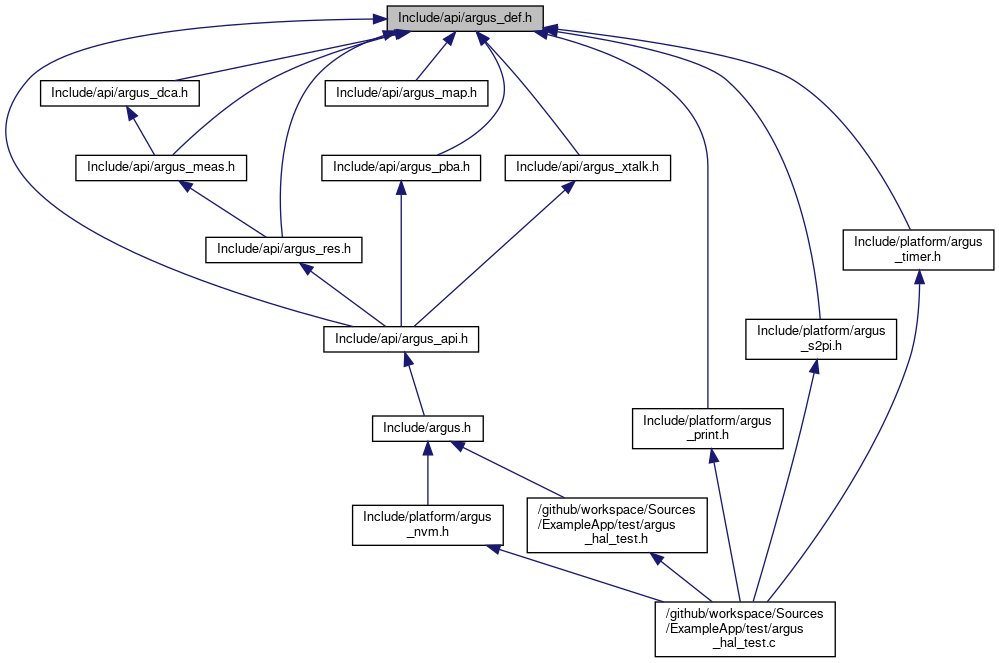 Include/api/argus_def.h
Include/api/argus_dca.h
Include/api/argus_map.h
Include/api/argus_meas.h
Include/api/argus_pba.h
Include/api/argus_xtalk.h
Include/api/argus_res.h
Include/platform/argus
_timer.h
Include/api/argus_api.h
Include/platform/argus
_s2pi.h
Include/argus.h
Include/platform/argus
_print.h
Include/platform/argus
_nvm.h
/github/workspace/Sources
/ExampleApp/test/argus
_hal_test.h
/github/workspace/Sources
/ExampleApp/test/argus
_hal_test.c